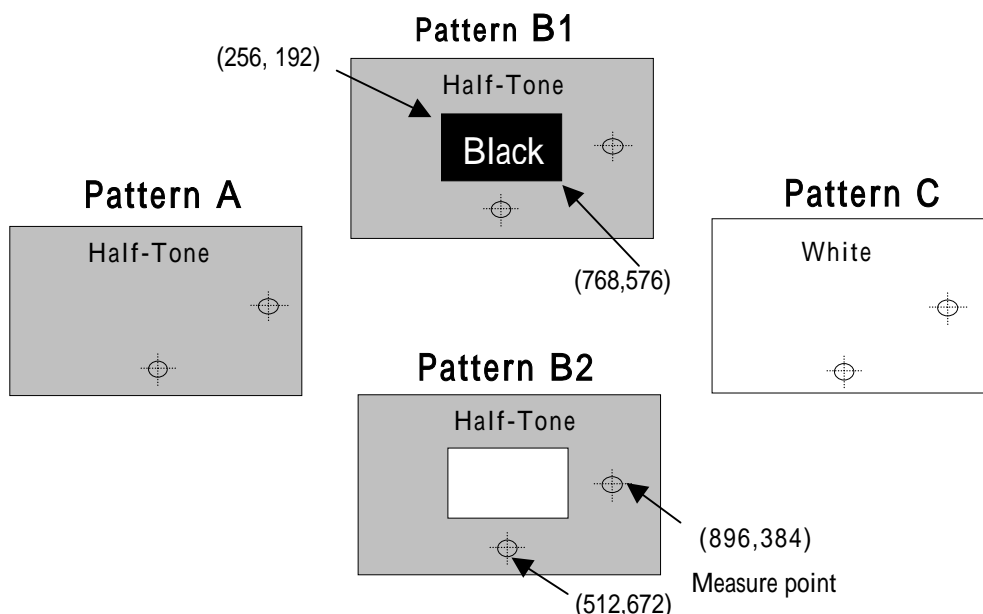 Pattern B1
(256, 192)
Half-Tone
Black
Pattern A
Half-Tone
Pattern C
White
(768,576)
Pattern B2
Half-Tone
(896,384)
Measure point
(512,672)